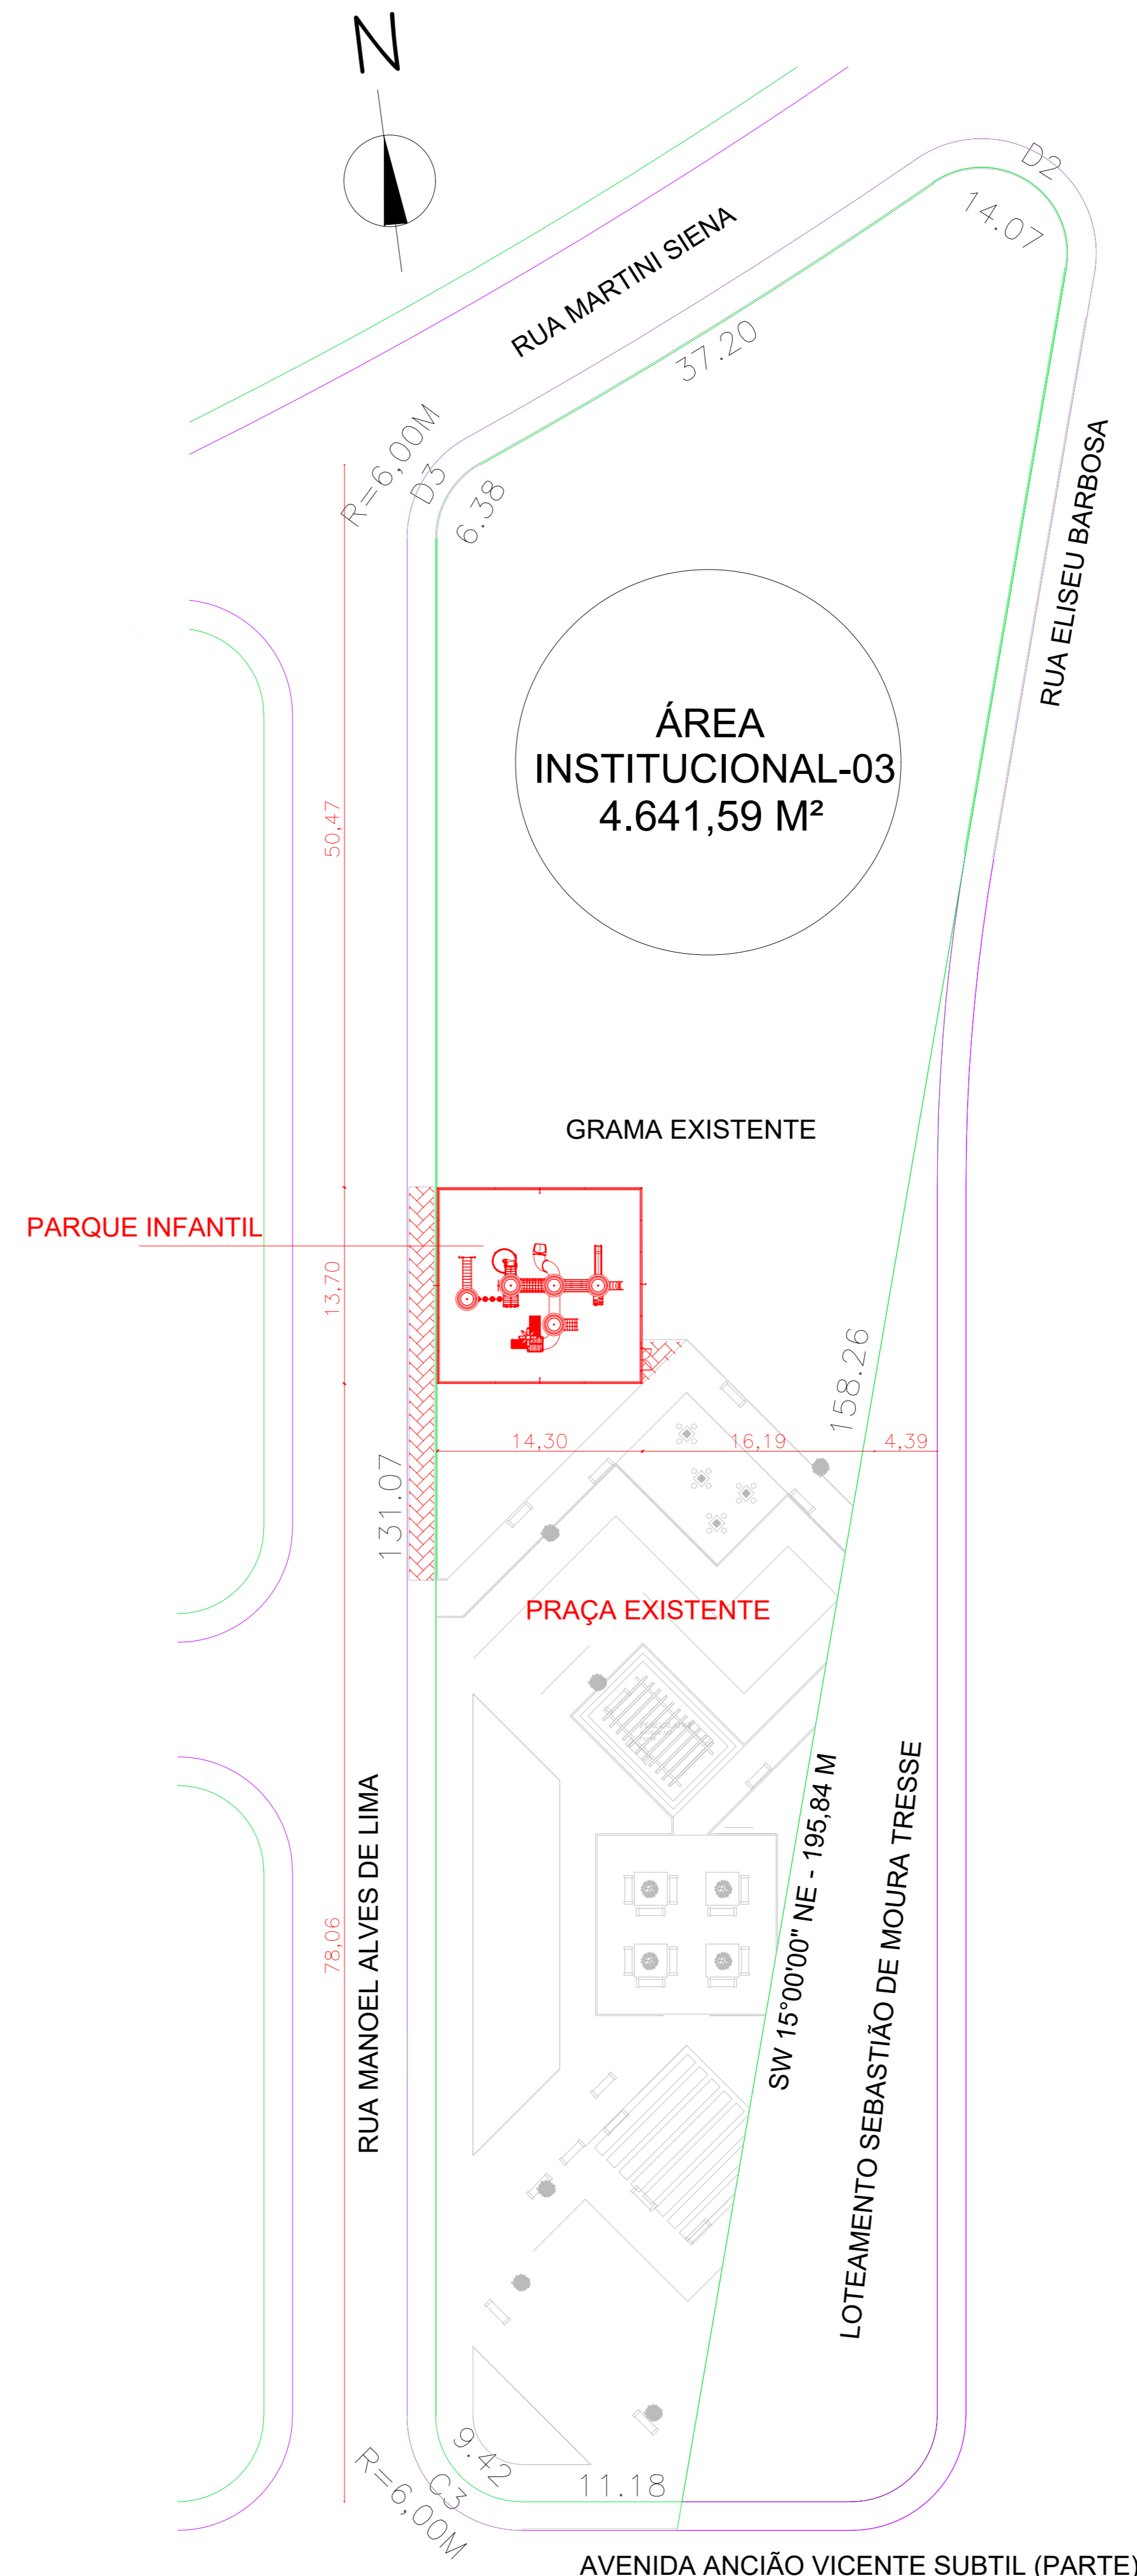 N
D2
14.07
RUA MARTINI SIENA
37.20
R=6,00M
D3
6.38
RUA ELISEU BARBOSA
ÁREA
INSTITUCIONAL-03
4.641,59 M²
50,47
GRAMA EXISTENTE
PARQUE INFANTIL
13,70
158.26
14,30
16,19
4,39
131.07
PRAÇA EXISTENTE
SW 15°00'00" NE - 195,84 M
LOTEAMENTO SEBASTIÃO DE MOURA TRESSE
RUA MANOEL ALVES DE LIMA
78,06
9.42
C3
R=6,00M
11.18
AVENIDA ANCIÃO VICENTE SUBTIL (PARTE)